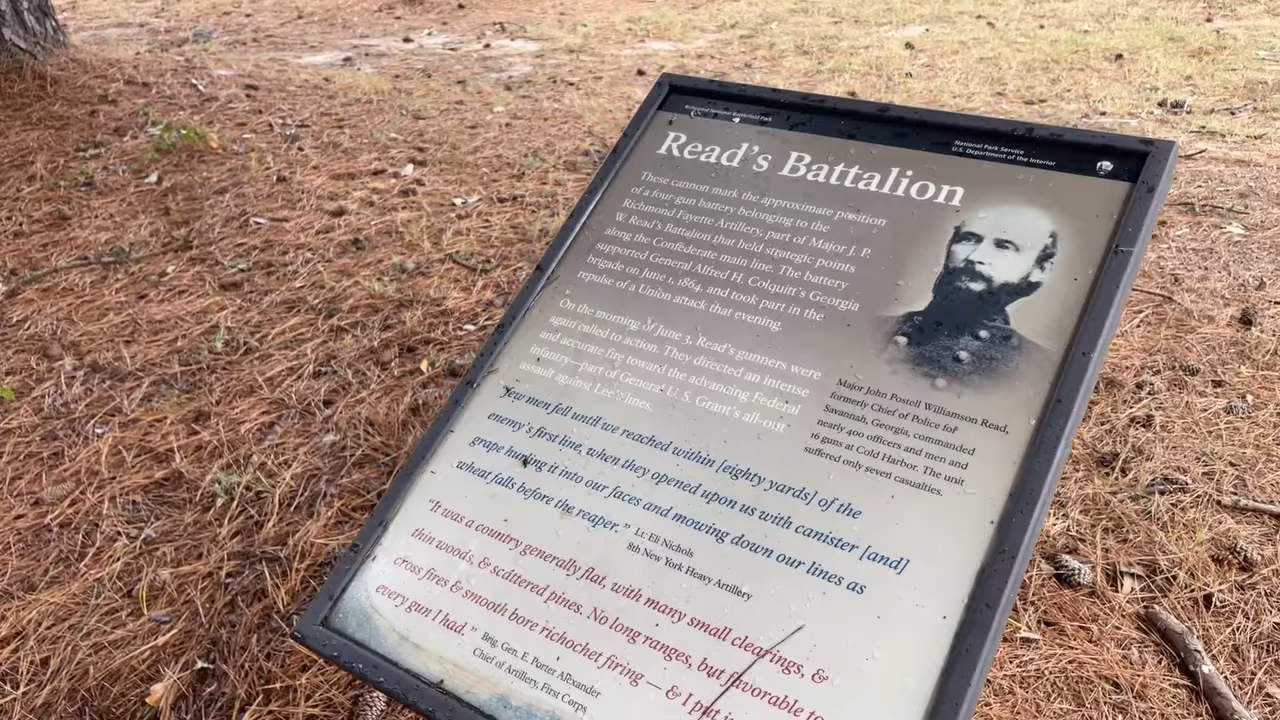 Richmond National Battlefield Park
National Park Service
U.S. Department of the Interior
Read's Battalion
These cannon mark the approximate position
of a four-gun battery belonging to the
Richmond Fayette Artillery, part of Major J. P.
W. Read's Battalion that held strategic points
along the Confederate main line. The battery
supported General Alfred H. Colquitt's Georgia
brigade on June 1, 1864, and took part in the
repulse of a Union attack that evening.
On the morning of June 3, Read's gunners were
again called to action. They directed an intense
and accurate fire toward the advancing Federal
infantry—part of General U. S. Grant's all-out
assault against Lee's lines.
Major John Postell Williamson Read,
formerly Chief of Police for
Savannah, Georgia, commanded
nearly 400 officers and men and
16 guns at Cold Harbor. The unit
suffered only seven casualties.
"few men fell until we reached within [eighty yards] of the
enemy's first line, when they opened upon us with canister [and]
grape hurling it into our faces and mowing down our lines as
wheat falls before the reaper."
Lt. Eli Nichols
8th New York Heavy Artillery
"It was a country generally flat, with many small clearings, &
thin woods, & scattered pines. No long ranges, but favorable to
cross fires & smooth bore richochet firing — & I put in
every gun I had."
Brig. Gen. E. Porter Alexander
Chief of Artillery, First Corps